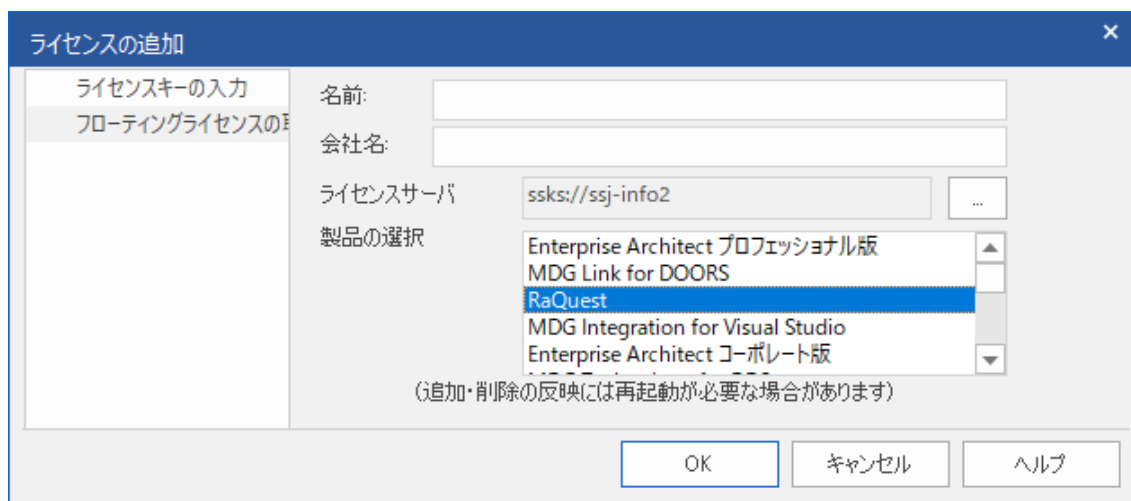 ライセンスの追加
ライセンスキーの入力
フローティングライセンスの
名前:
会社名:
ライセンスサーバ
ssks://ssj-info2
...
製品の選択
Enterprise Architect プロフェッショナル版
MDG Link for DOORS
RaQuest
MDG Integration for Visual Studio
Enterprise Architect コーポレート版
(追加・削除の反映には再起動が必要な場合があります)
OK
キャンセル
ヘルプ